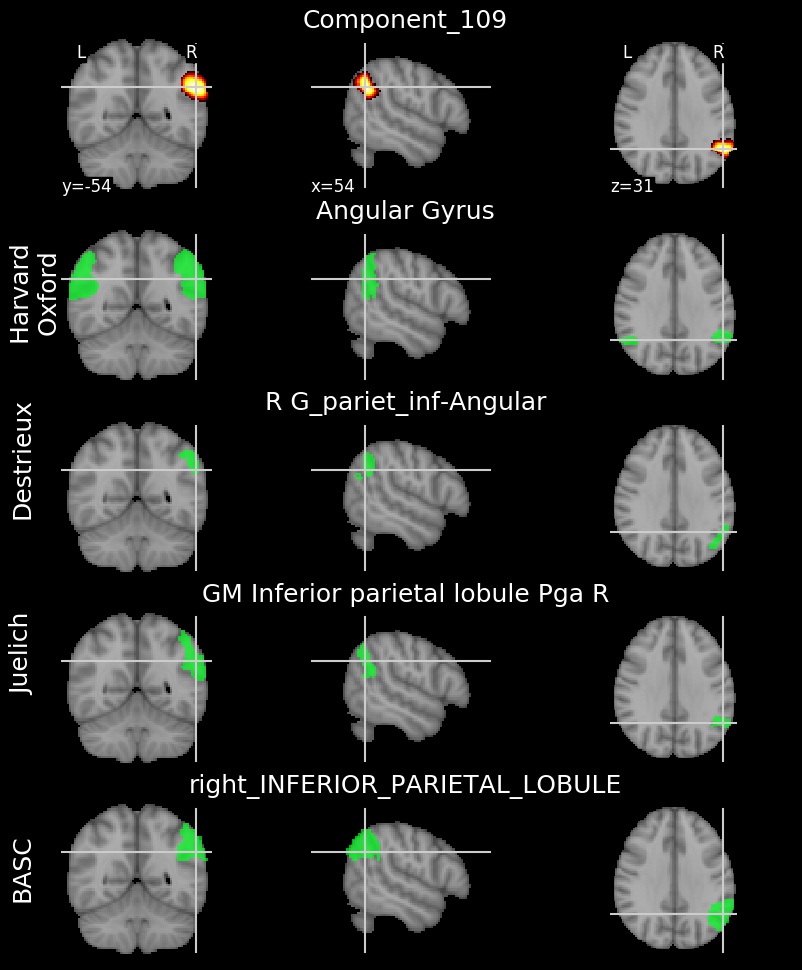 Component_109
L R L R
y=-54 x=54 z=31
Angular Gyrus
Harvard
Oxford
R G_pariet_inf-Angular
Destrieux
GM Inferior parietal lobule Pga R
Juelich
right_INFERIOR_PARIETAL_LOBULE
BASC